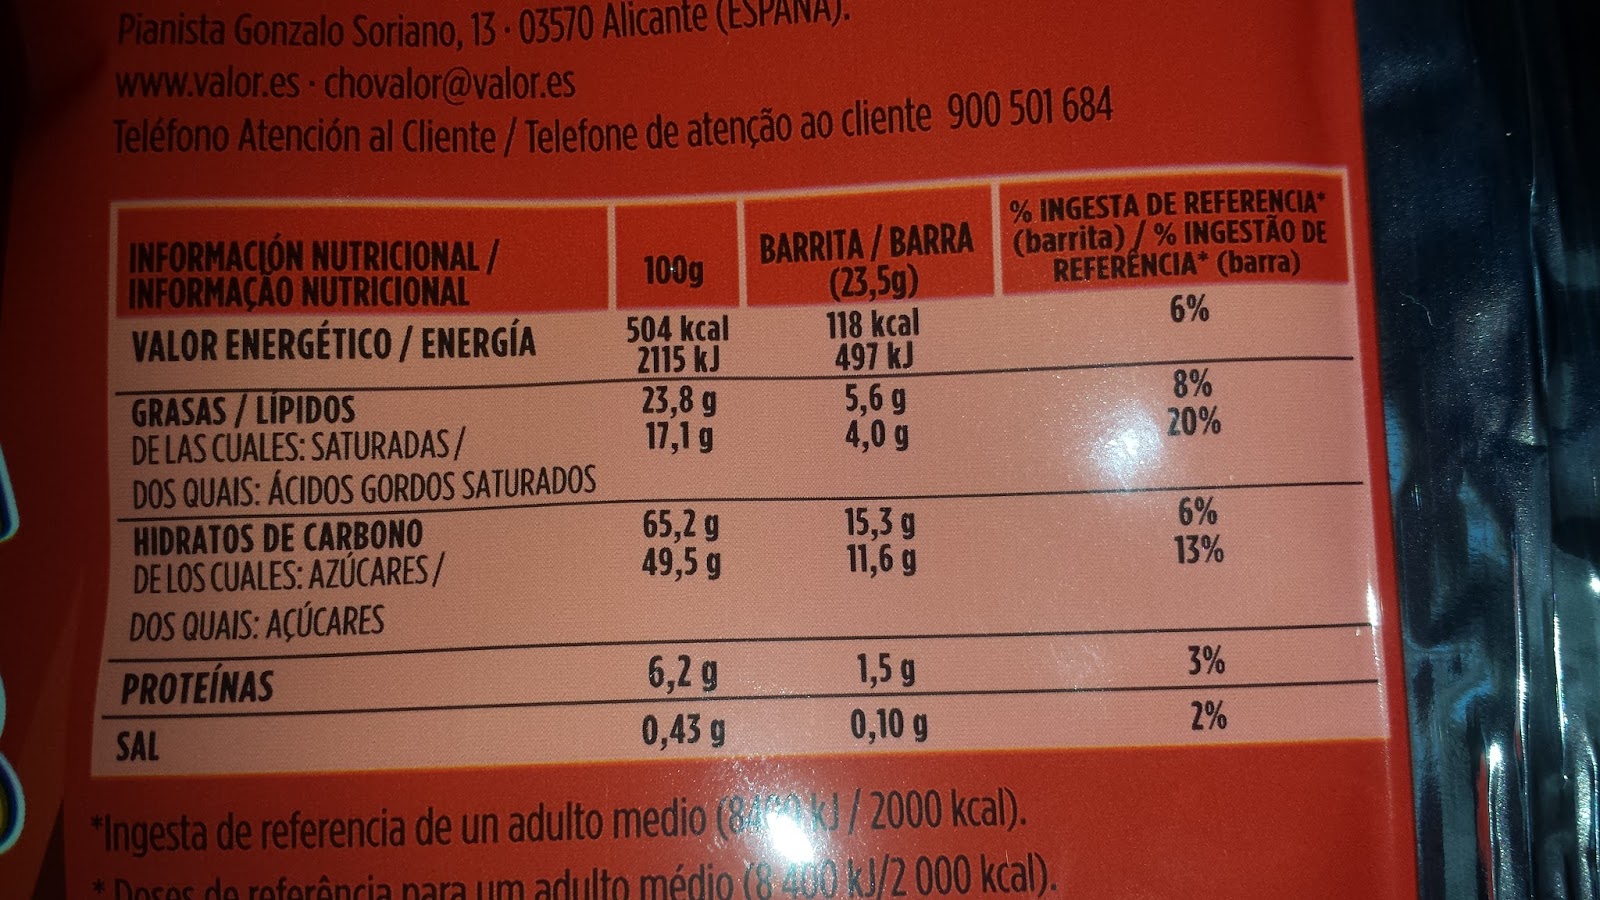 Pianista Gonzalo Soriano, 13 · 03570 Alicante (ESPAÑA).
www.valor.es · chovalor@valor.es
Teléfono Atención al Cliente / Telefone de atenção ao cliente 900 501 684
INFORMACIÓN NUTRICIONAL / INFORMAÇÃO NUTRICIONAL
100g
BARRITA / BARRA (23,5g)
% INGESTA DE REFERENCIA*
(barrita) / % INGESTÃO DE
REFERÊNCIA* (barra)
VALOR ENERGÉTICO / ENERGÍA 504 kcal 118 kcal 6%
2115 kJ 497 kJ
GRASAS / LÍPIDOS 23,8 g 5,6 g 8%
DE LAS CUALES: SATURADAS / 17,1 g 4,0 g 20%
DOS QUAIS: ÁCIDOS GORDOS SATURADOS
HIDRATOS DE CARBONO 65,2 g 15,3 g 6%
DE LOS CUALES: AZÚCARES / 49,5 g 11,6 g 13%
DOS QUAIS: AÇÚCARES
PROTEÍNAS 6,2 g 1,5 g 3%
SAL 0,43 g 0,10 g 2%
*Ingesta de referencia de un adulto medio (8400 kJ / 2000 kcal).
* Doses de referência para um adulto médio (8 400 kJ/2 000 kcal).